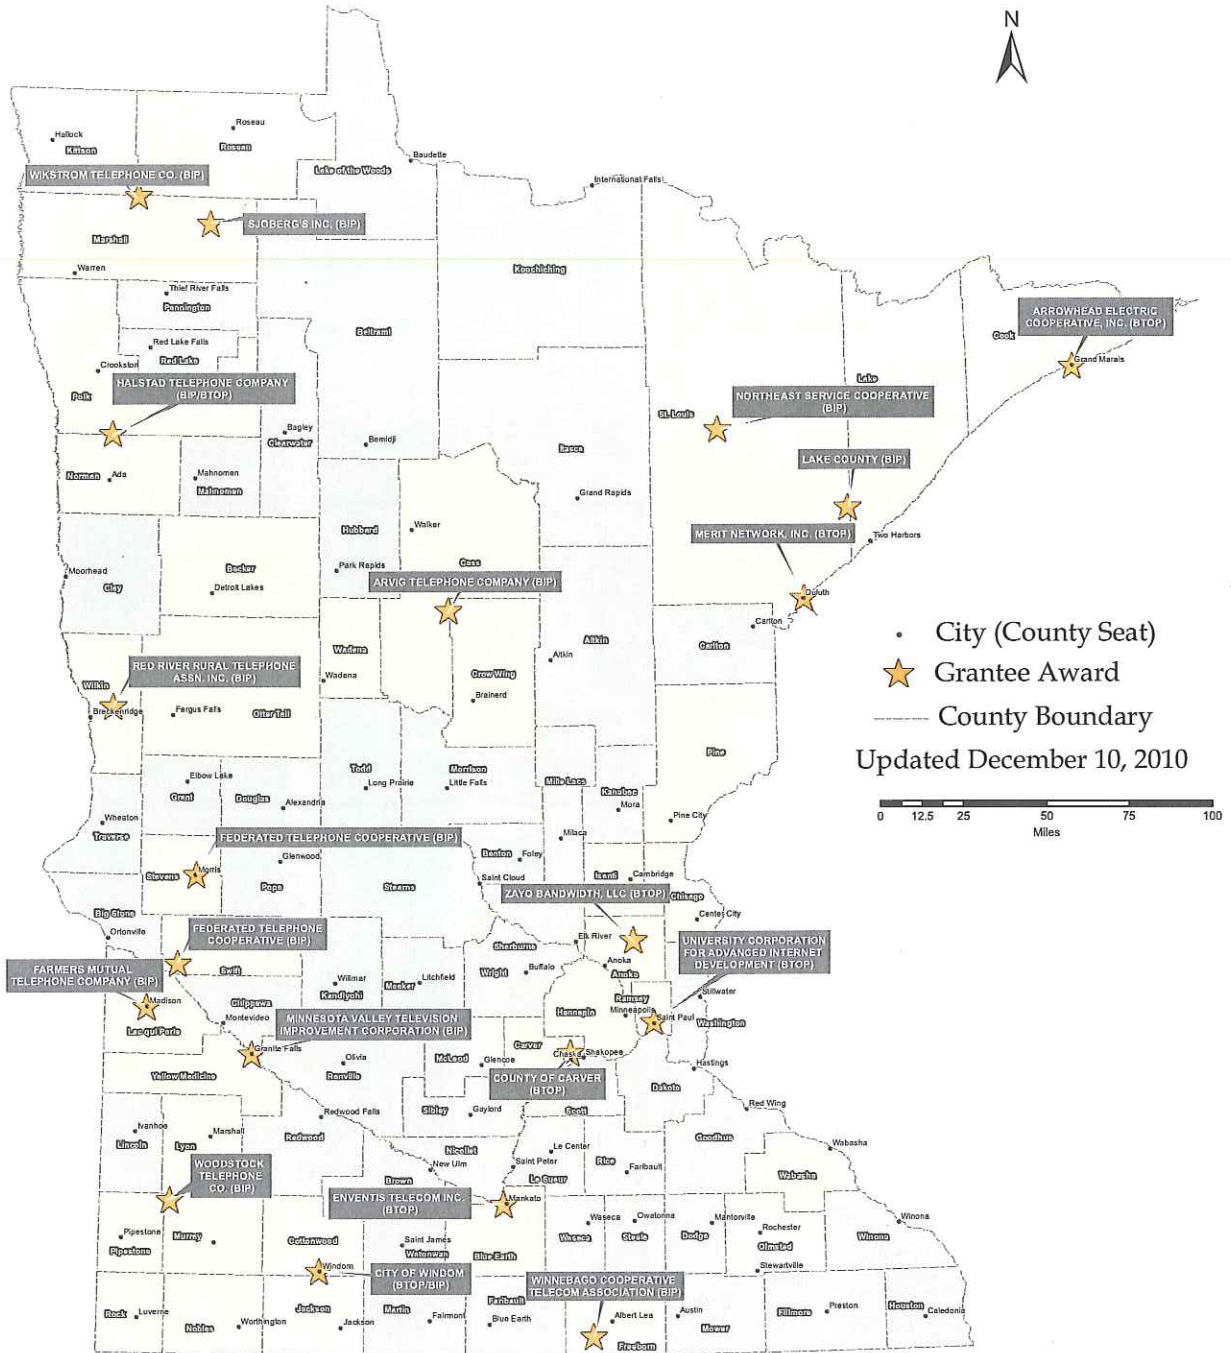 N
Hallock
Kittson
Roseau
Roseau
Lake of the Woods
Baudette
International Falls
WIKSTROM TELEPHONE CO. (BIP)
SJOBERG'S INC. (BIP)
Marshall
Warren
Koochiching
Thief River Falls
Pennington
Beltrami
ARROWHEAD ELECTRIC
COOPERATIVE, INC. (BTOP)
Cook
Grand Marais
Red Lake Falls
Red Lake
Crookston
HALSTAD TELEPHONE COMPANY
(BIP/BTOP)
Polk
Lake
NORTHEAST SERVICE COOPERATIVE
(BIP)
St. Louis
Bagley
Clearwater
Bemidji
Itasca
LAKE COUNTY (BIP)
Norman
Ada
Mahnomen
Mahnomen
Grand Rapids
Hubbard
Walker
MERIT NETWORK, INC. (BTOP)
Two Harbors
Moorhead
Clay
Becker
Detroit Lakes
Park Rapids
Cass
ARVIG TELEPHONE COMPANY (BIP)
Duluth
Carlton
Carlton
Aitkin
Aitkin
Wadena
Wadena
Crow Wing
Brainerd
RED RIVER RURAL TELEPHONE
ASSN. INC. (BIP)
Wilkin
Breckenridge
Fergus Falls
Otter Tail
City (County Seat)
Grantee Award
County Boundary
Updated December 10, 2010
0 12.5 25 50 75 100
Miles
Pine
Elbow Lake
Grant
Douglas
Alexandria
Todd
Long Prairie
Morrison
Little Falls
Mille Lacs
Kanabec
Mora
Pine City
Wheaton
Traverse
FEDERATED TELEPHONE COOPERATIVE (BIP)
Milaca
Stevens
Morris
Glenwood
Pope
Stearns
Benton
Foley
Saint Cloud
Isanti
Cambridge
ZAYO BANDWIDTH, LLC (BTOP)
Chisago
Center City
Big Stone
Ortonville
FEDERATED TELEPHONE
COOPERATIVE (BIP)
Swift
Sherburne
Elk River
Anoka
Anoka
UNIVERSITY CORPORATION
FOR ADVANCED INTERNET
DEVELOPMENT (BTOP)
FARMERS MUTUAL
TELEPHONE COMPANY (BIP)
Madison
Lac qui Parle
Chippewa
Montevideo
Willmar
Kandiyohi
Meeker
Litchfield
Wright
Buffalo
Hennepin
Ramsey
Minneapolis
Saint Paul
Stillwater
Washington
MINNESOTA VALLEY TELEVISION
IMPROVEMENT CORPORATION (BIP)
Granite Falls
Yellow Medicine
Olivia
Renville
McLeod
Glencoe
Carver
Chaska
Shakopee
COUNTY OF CARVER
(BTOP)
Scott
Dakota
Hastings
Sibley
Gaylord
Red Wing
Goodhue
Ivanhoe
Lincoln
Lyon
Marshall
Redwood Falls
Redwood
Nicollet
New Ulm
Brown
Saint Peter
Le Center
Le Sueur
Rice
Faribault
Wabasha
Wabasha
WOODSTOCK
TELEPHONE
CO. (BIP)
ENVENTIS TELECOM INC.
(BTOP)
Mankato
Pipestone
Pipestone
Murray
Cottonwood
Windom
Saint James
Watonwan
Blue Earth
Waseca
Waseca
Owatonna
Steele
Mantorville
Dodge
Rochester
Olmsted
Stewartville
Winona
Winona
CITY OF WINDOM
(BTOP/BIP)
WINNEBAGO COOPERATIVE
TELECOM ASSOCIATION (BIP)
Rock
Luverne
Nobles
Worthington
Jackson
Jackson
Martin
Fairmont
Faribault
Blue Earth
Albert Lea
Freeborn
Austin
Mower
Fillmore
Preston
Houston
Caledonia